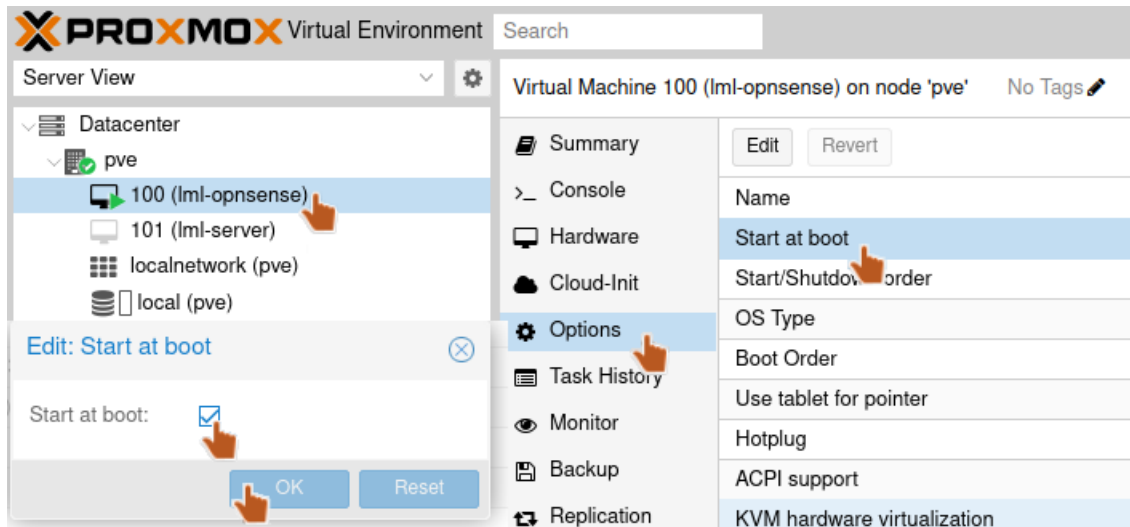 PROXMOX Virtual Environment
Search
Server View
Datacenter
pve
100 (lml-opnsense)
101 (lml-server)
localnetwork (pve)
local (pve)
Edit: Start at boot
Start at boot:
OK
Reset
Virtual Machine 100 (lml-opnsense) on node 'pve'
No Tags
Summary
Console
Hardware
Cloud-Init
Options
Task History
Monitor
Backup
Replication
Edit
Revert
Name
Start at boot
Start/Shutdown order
OS Type
Boot Order
Use tablet for pointer
Hotplug
ACPI support
KVM hardware virtualization